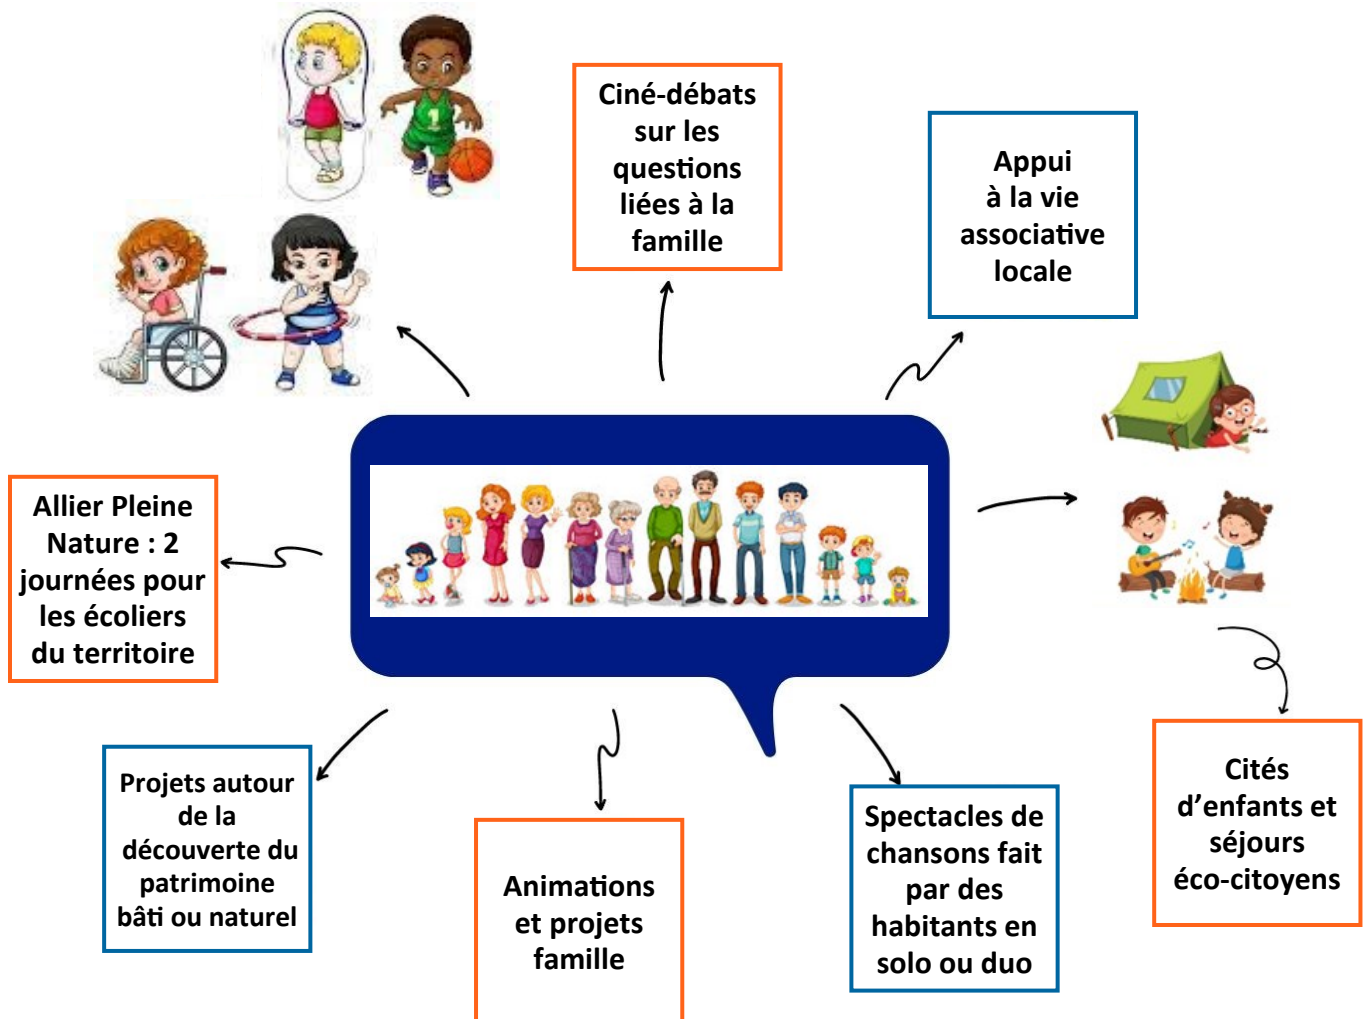 Ciné-débats
sur les
questions
liées à la
famille
Appui
à la vie
associative
locale
Allier Pleine
Nature : 2
journées pour
les écoliers
du territoire
1
Projets autour
de la
découverte du
patrimoine
bâti ou naturel
Animations
et projets
famille
Spectacles de
chansons fait
par des
habitants en
solo ou duo
Cités
d’enfants et
séjours
éco-citoyens